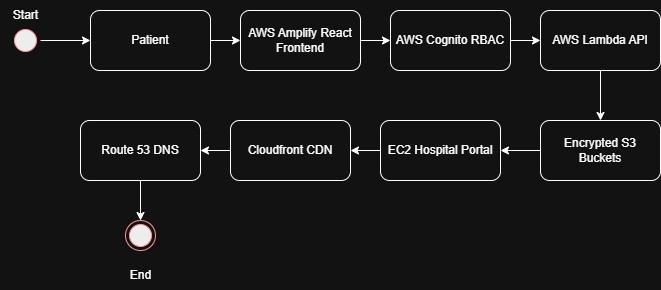 Start
Patient
AWS Amplify React
Frontend
AWS Cognito RBAC
AWS Lambda API
Route 53 DNS
Cloudfront CDN
EC2 Hospital Portal
Encrypted S3
Buckets
End